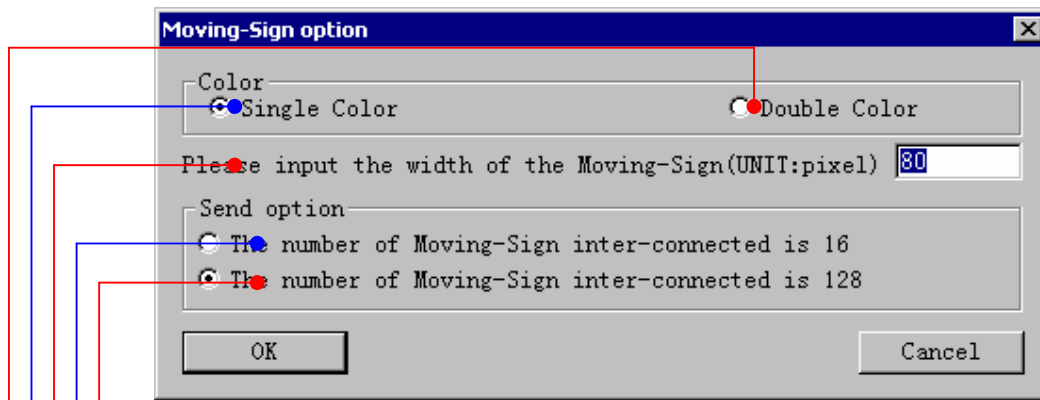 Moving-Sign option
Color
Single Color Double Color
Please input the width of the Moving-Sign(UNIT:pixel) 80
Send option
The number of Moving-Sign inter-connected is 16
The number of Moving-Sign inter-connected is 128
OK Cancel